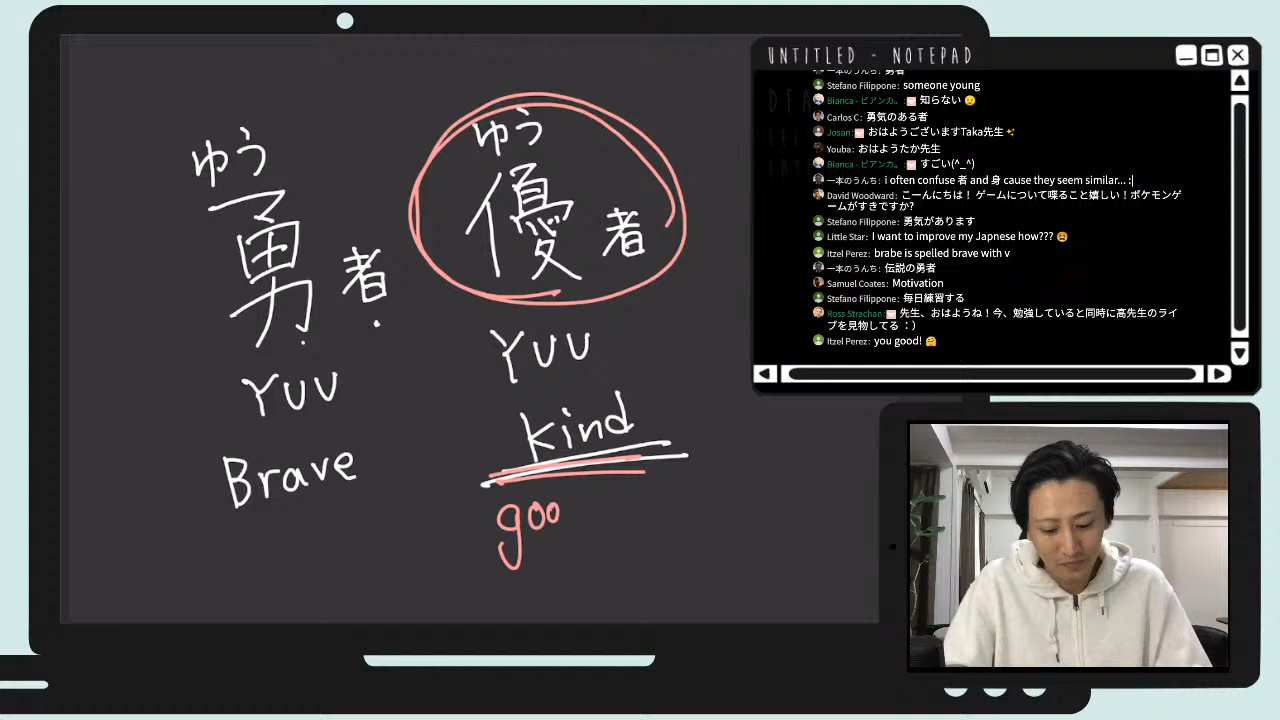 ゆう
勇者
YUU
Brave
ゆう
優者
YUU
kind
goo
UNTITLED - NOTEPAD
一本のうんち: 勇者
Stefano Filippone: someone young
Bianca - ビアンカ。: 知らない 😔
Carlos C: 勇気のある者
Josan: おはようございますTaka先生✨
Youba: おはようたか先生
Bianca - ビアンカ。: すごい(^_^)
一本のうんち: i often confuse 者 and 身 cause they seem similar... :|
David Woodward: こーんにちは！ ゲームについて喋ること嬉しい！ポケモンゲ
ームがすきですか?
Stefano Filippone: 勇気があります
Little Star: I want to improve my Japnese how??? 😩
Itzel Perez: brabe is spelled brave with v
一本のうんち: 伝説の勇者
Samuel Coates: Motivation
Stefano Filippone: 毎日練習する
Ross Strachan: 先生、おはようね！今、勉強していると同時に高先生のライ
ブを見物してる ：）
Itzel Perez: you good! 🤗